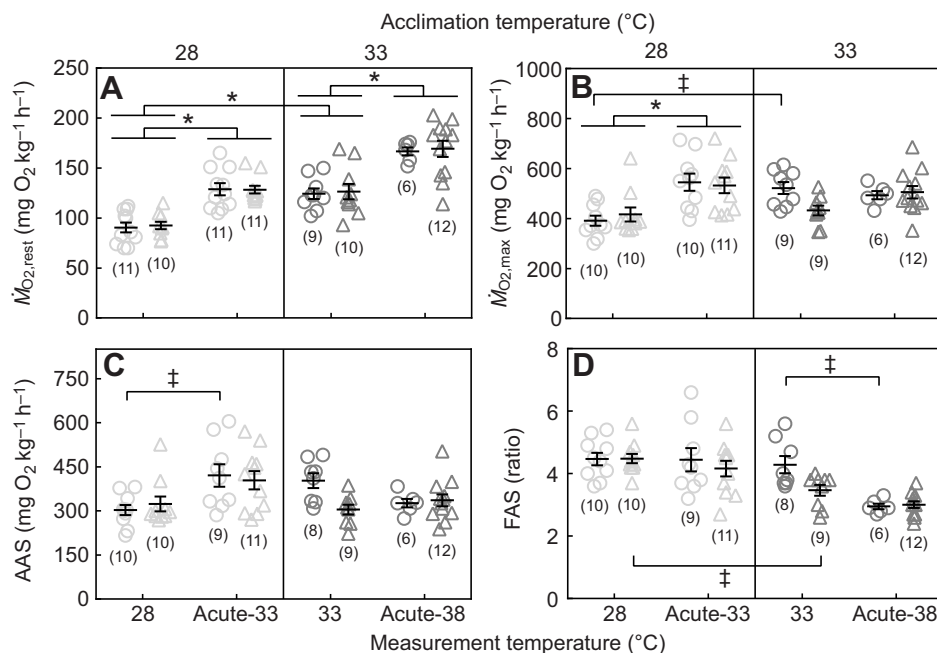 Acclimation temperature (°C)
28 33 28 33
A
250
200
150
100
50
0
ṀO2,rest (mg O2 kg−1 h−1)
* * *
(11) (10) (11) (11) (9) (10) (6) (12)
B
1000
800
600
400
200
0
ṀO2,max (mg O2 kg−1 h−1)
‡
*
(10) (10) (10) (11) (9) (9) (6) (12)
C
750
600
450
300
150
0
AAS (mg O2 kg−1 h−1)
‡
(10) (10) (9) (11) (8) (9) (6) (12)
28 Acute-33 33 Acute-38
D
8
6
4
2
0
FAS (ratio)
‡
(10) (10) (9) (11) (8) (9) (6) (12)
‡
28 Acute-33 33 Acute-38
Measurement temperature (°C)